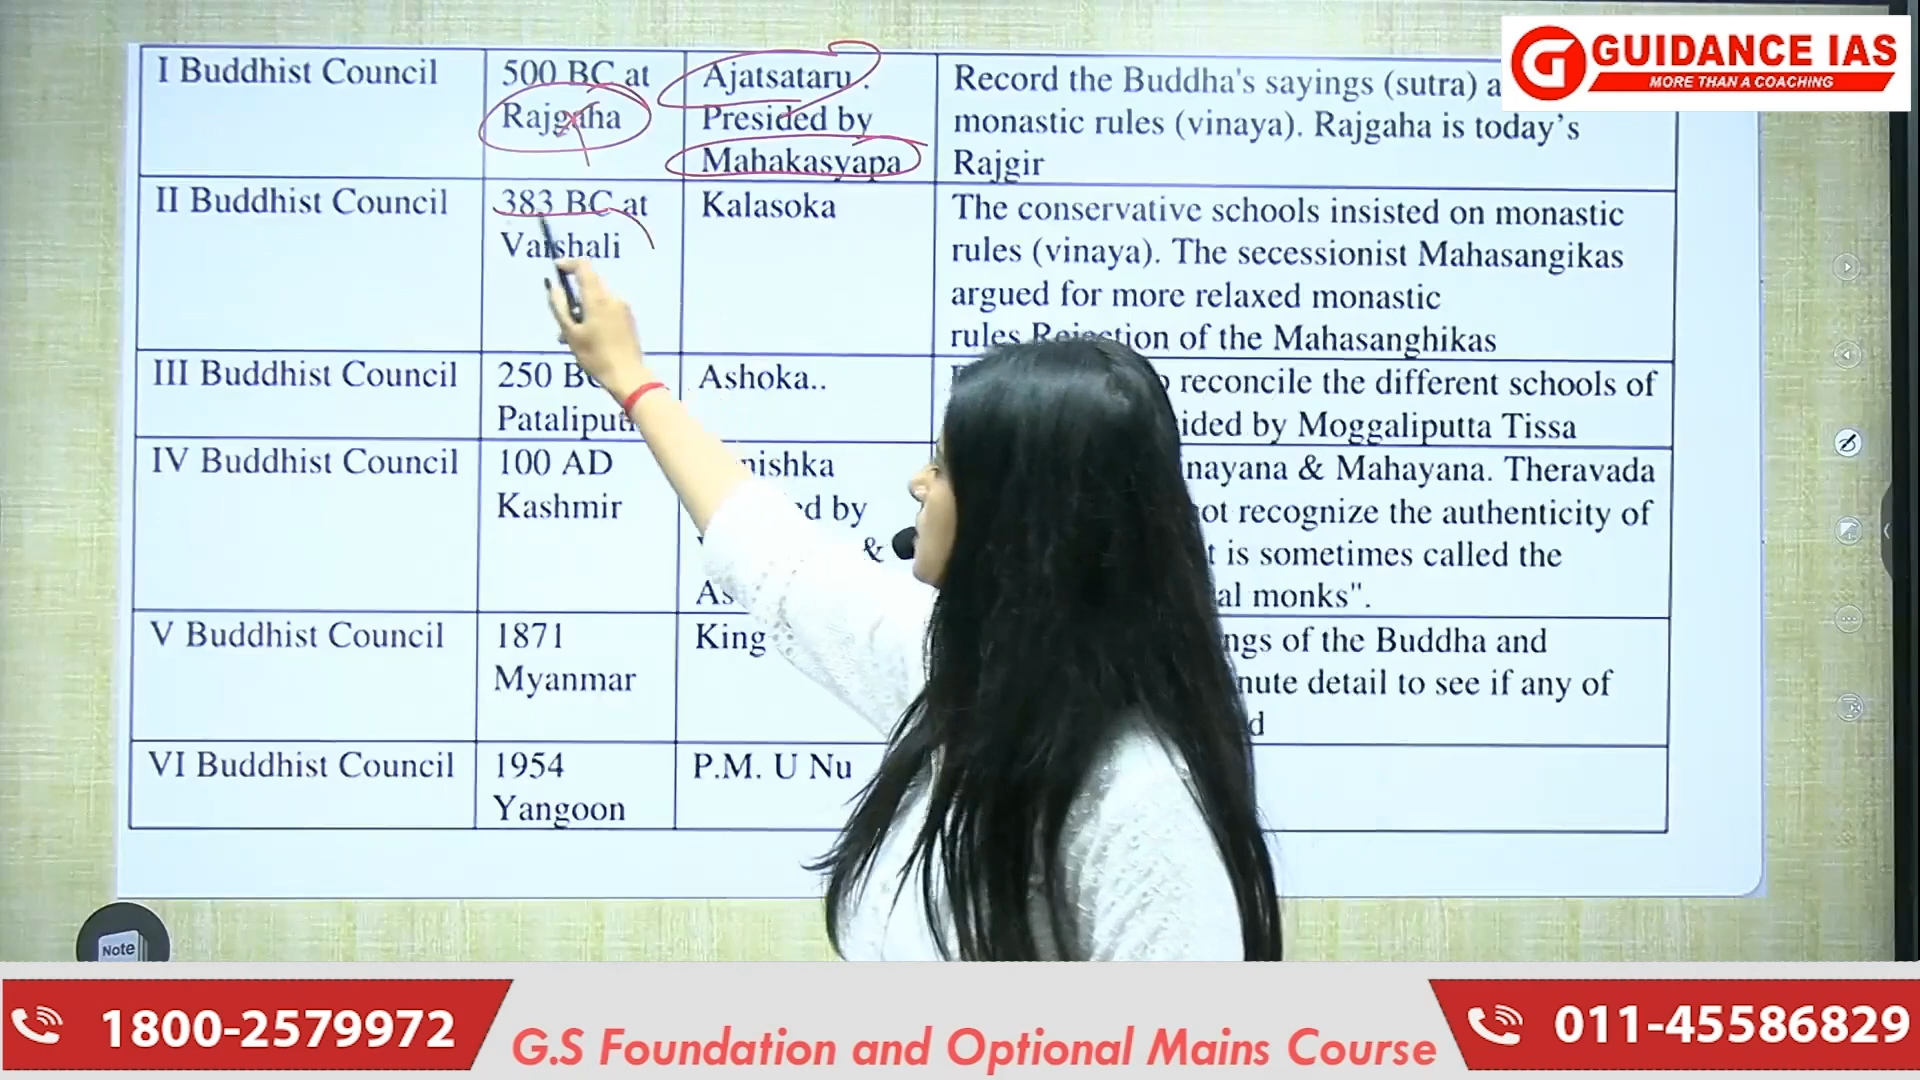 GUIDANCE IAS
MORE THAN A COACHING
I Buddhist Council
500 BC at
Rajgaha
Ajatsataru .
Presided by
Mahakasyapa
Record the Buddha's sayings (sutra) a
monastic rules (vinaya). Rajgaha is today's
Rajgir
II Buddhist Council
383 BC at
Vaishali
Kalasoka
The conservative schools insisted on monastic
rules (vinaya). The secessionist Mahasangikas
argued for more relaxed monastic
rules Rejection of the Mahasanghikas
III Buddhist Council
250 BC
Pataliput
Ashoka..
reconcile the different schools of
ided by Moggaliputta Tissa
IV Buddhist Council
100 AD
Kashmir
nishka
ed by
&
As
nayana & Mahayana. Theravada
ot recognize the authenticity of
t is sometimes called the
al monks".
V Buddhist Council
1871
Myanmar
King
ngs of the Buddha and
nute detail to see if any of
d
VI Buddhist Council
1954
Yangoon
P.M. U Nu
Note
1800-2579972
G.S Foundation and Optional Mains Course
011-45586829